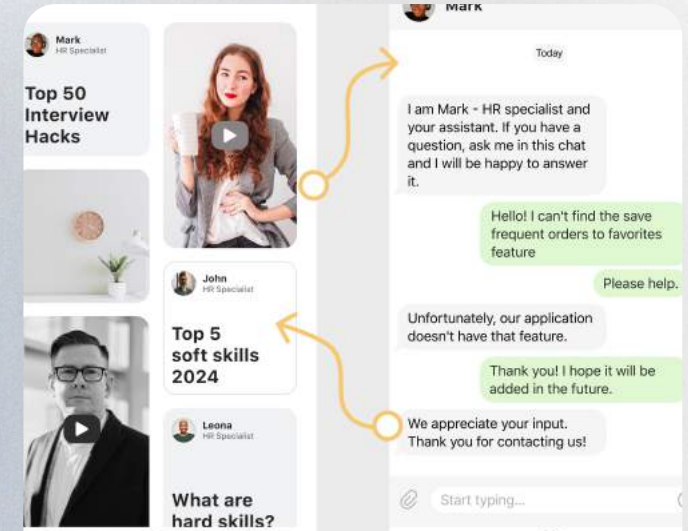 Mark
HR Specialist
Top 50
Interview
Hacks
John
HR Specialist
Top 5
soft skills
2024
Leona
HR Specialist
What are
hard skills?
Mark
Today
I am Mark - HR specialist and
your assistant. If you have a
question, ask me in this chat
and I will be happy to answer
it.
Hello! I can't find the save
frequent orders to favorites
feature
Please help.
Unfortunately, our application
doesn't have that feature.
Thank you! I hope it will be
added in the future.
We appreciate your input.
Thank you for contacting us!
Start typing...